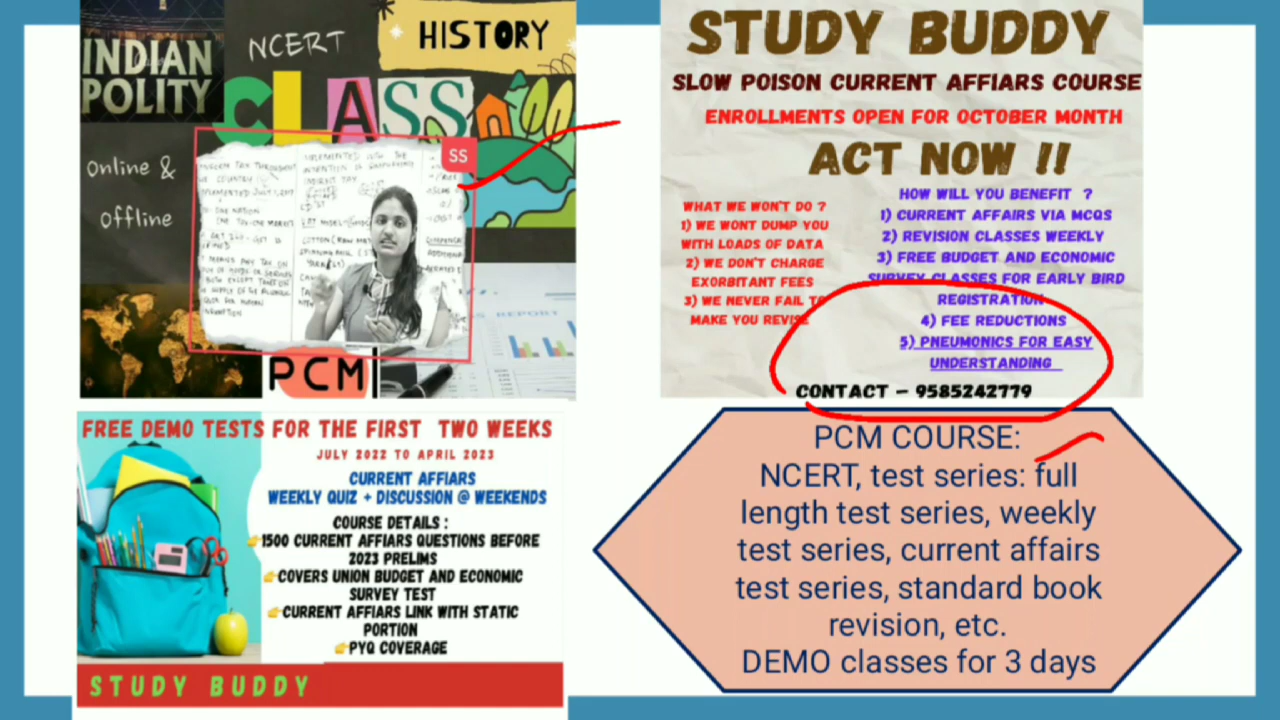 INDIAN
POLITY
NCERT
HISTORY
CLASS
Online &
Offline
SS
PCM
REPORT
STUDY BUDDY
SLOW POISON CURRENT AFFIARS COURSE
ENROLLMENTS OPEN FOR OCTOBER MONTH
ACT NOW !!
WHAT WE WON'T DO ?
1) WE WONT DUMP YOU
WITH LOADS OF DATA
2) WE DON'T CHARGE
EXORBITANT FEES
3) WE NEVER FAIL TO
MAKE YOU REVISE
HOW WILL YOU BENEFIT ?
1) CURRENT AFFAIRS VIA MCQS
2) REVISION CLASSES WEEKLY
3) FREE BUDGET AND ECONOMIC
SURVEY CLASSES FOR EARLY BIRD
REGISTRATION
4) FEE REDUCTIONS
5) PNEUMONICS FOR EASY
UNDERSTANDING
CONTACT – 9585242779
FREE DEMO TESTS FOR THE FIRST TWO WEEKS
JULY 2022 TO APRIL 2023
CURRENT AFFIARS
WEEKLY QUIZ + DISCUSSION @ WEEKENDS
COURSE DETAILS :
👉1500 CURRENT AFFIARS QUESTIONS BEFORE
2023 PRELIMS
👉COVERS UNION BUDGET AND ECONOMIC
SURVEY TEST
👉CURRENT AFFIARS LINK WITH STATIC
PORTION
👉PYQ COVERAGE
STUDY BUDDY
PCM COURSE:
NCERT, test series: full
length test series, weekly
test series, current affairs
test series, standard book
revision, etc.
DEMO classes for 3 days